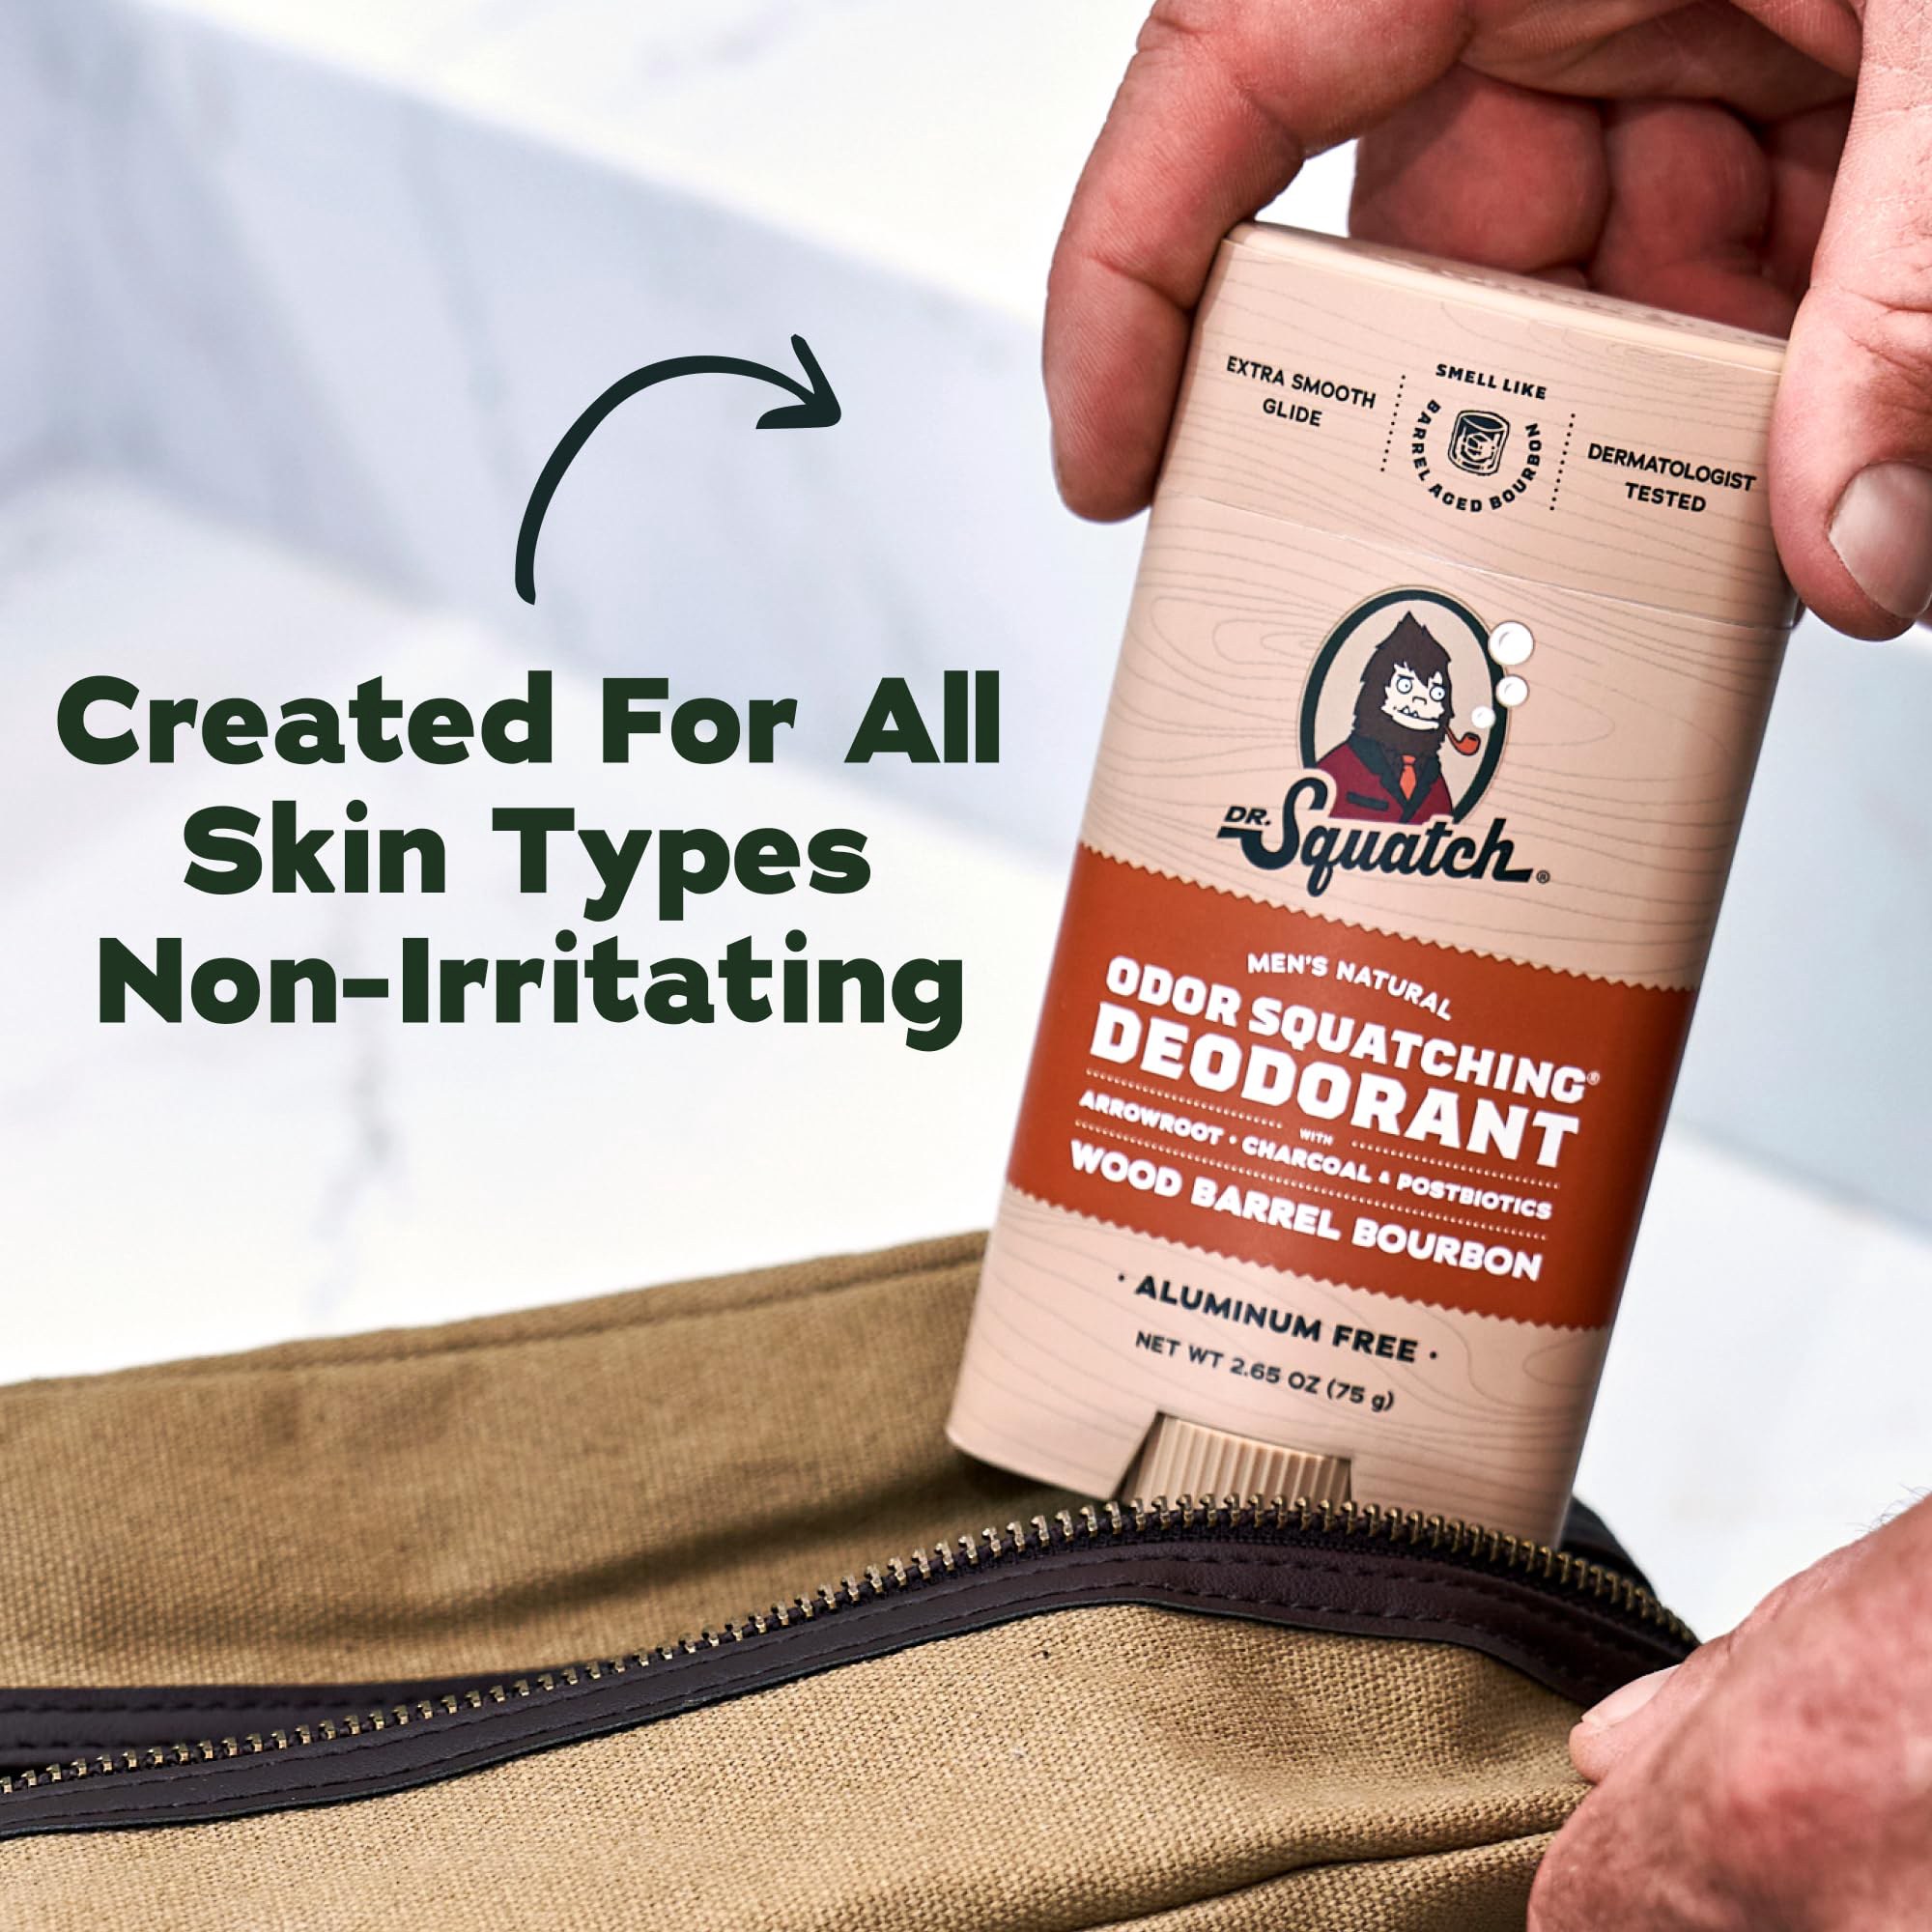 Created For All
Skin Types
Non-Irritating
EXTRA SMOOTH
GLIDE
SMELL LIKE
BARREL AGED BOURBON
DERMATOLOGIST
TESTED
DR. Squatch®
MEN'S NATURAL
ODOR SQUATCHING®
DEODORANT
WITH
ARROWROOT • CHARCOAL & POSTBIOTICS
WOOD BARREL BOURBON
• ALUMINUM FREE •
NET WT 2.65 OZ (75 g)